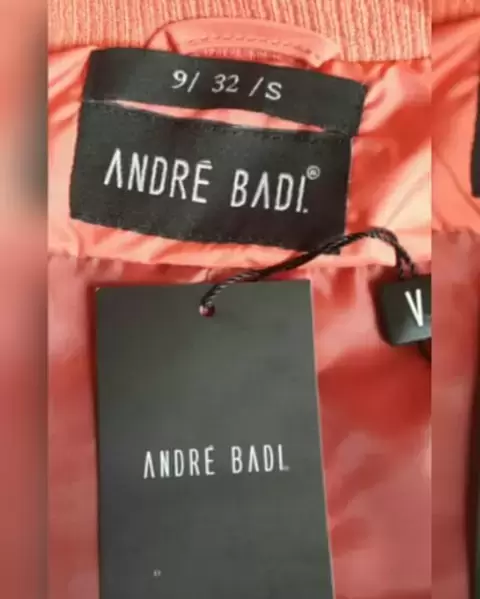 9/ 32 /S
ANDRÉ BADI.®
V
ANDRÉ BADI.